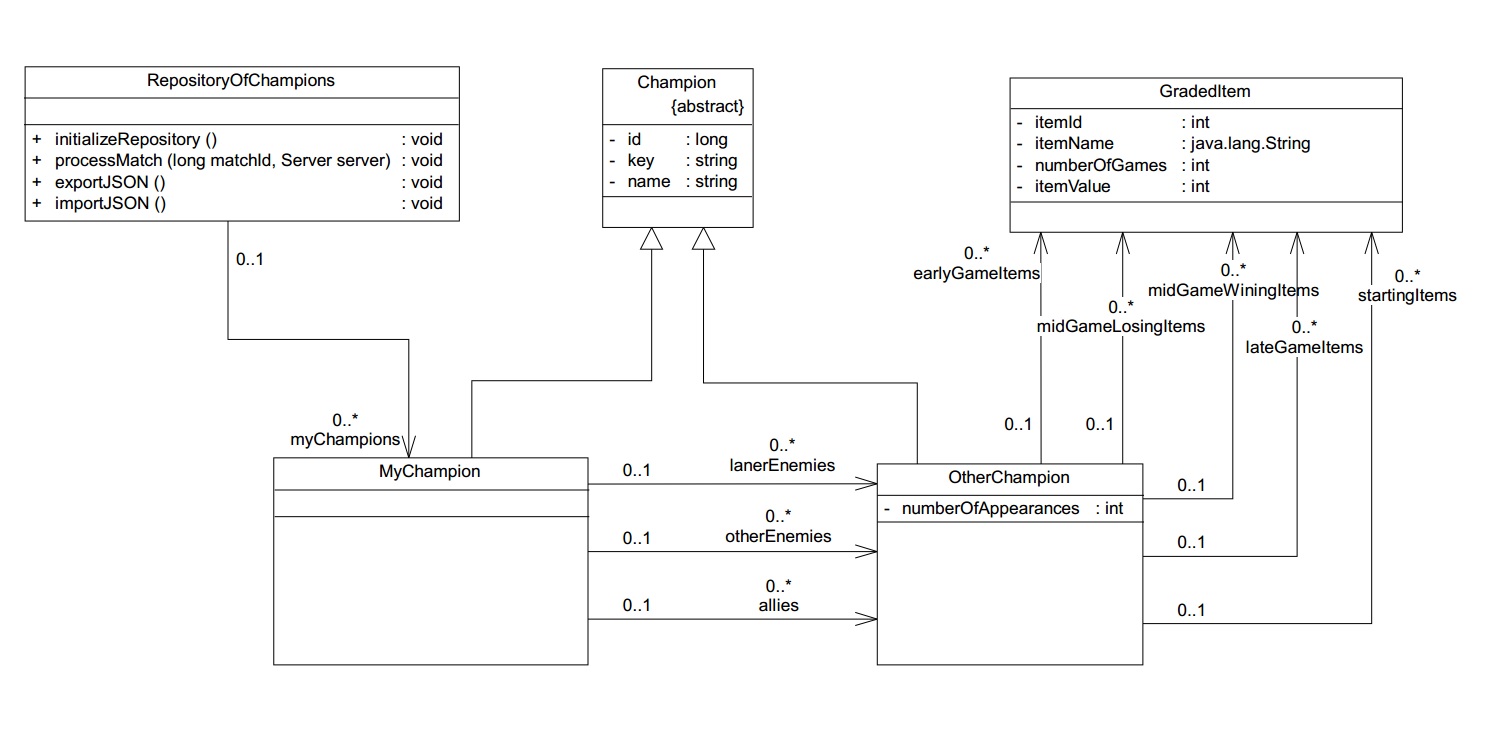 RepositoryOfChampions
+ initializeRepository () : void
+ processMatch (long matchId, Server server) : void
+ exportJSON () : void
+ importJSON () : void
Champion
{abstract}
- id : long
- key : string
- name : string
GradedItem
- itemId : int
- itemName : java.lang.String
- numberOfGames : int
- itemValue : int
0..1
0..*
myChampions
0..*
earlyGameItems
0..*
midGameLosingItems
0..*
midGameWiningItems
0..*
lateGameItems
0..*
startingItems
0..1
0..1
MyChampion
0..1
0..*
lanerEnemies
0..1
0..*
otherEnemies
0..1
0..*
allies
OtherChampion
- numberOfAppearances : int
0..1
0..1
0..1